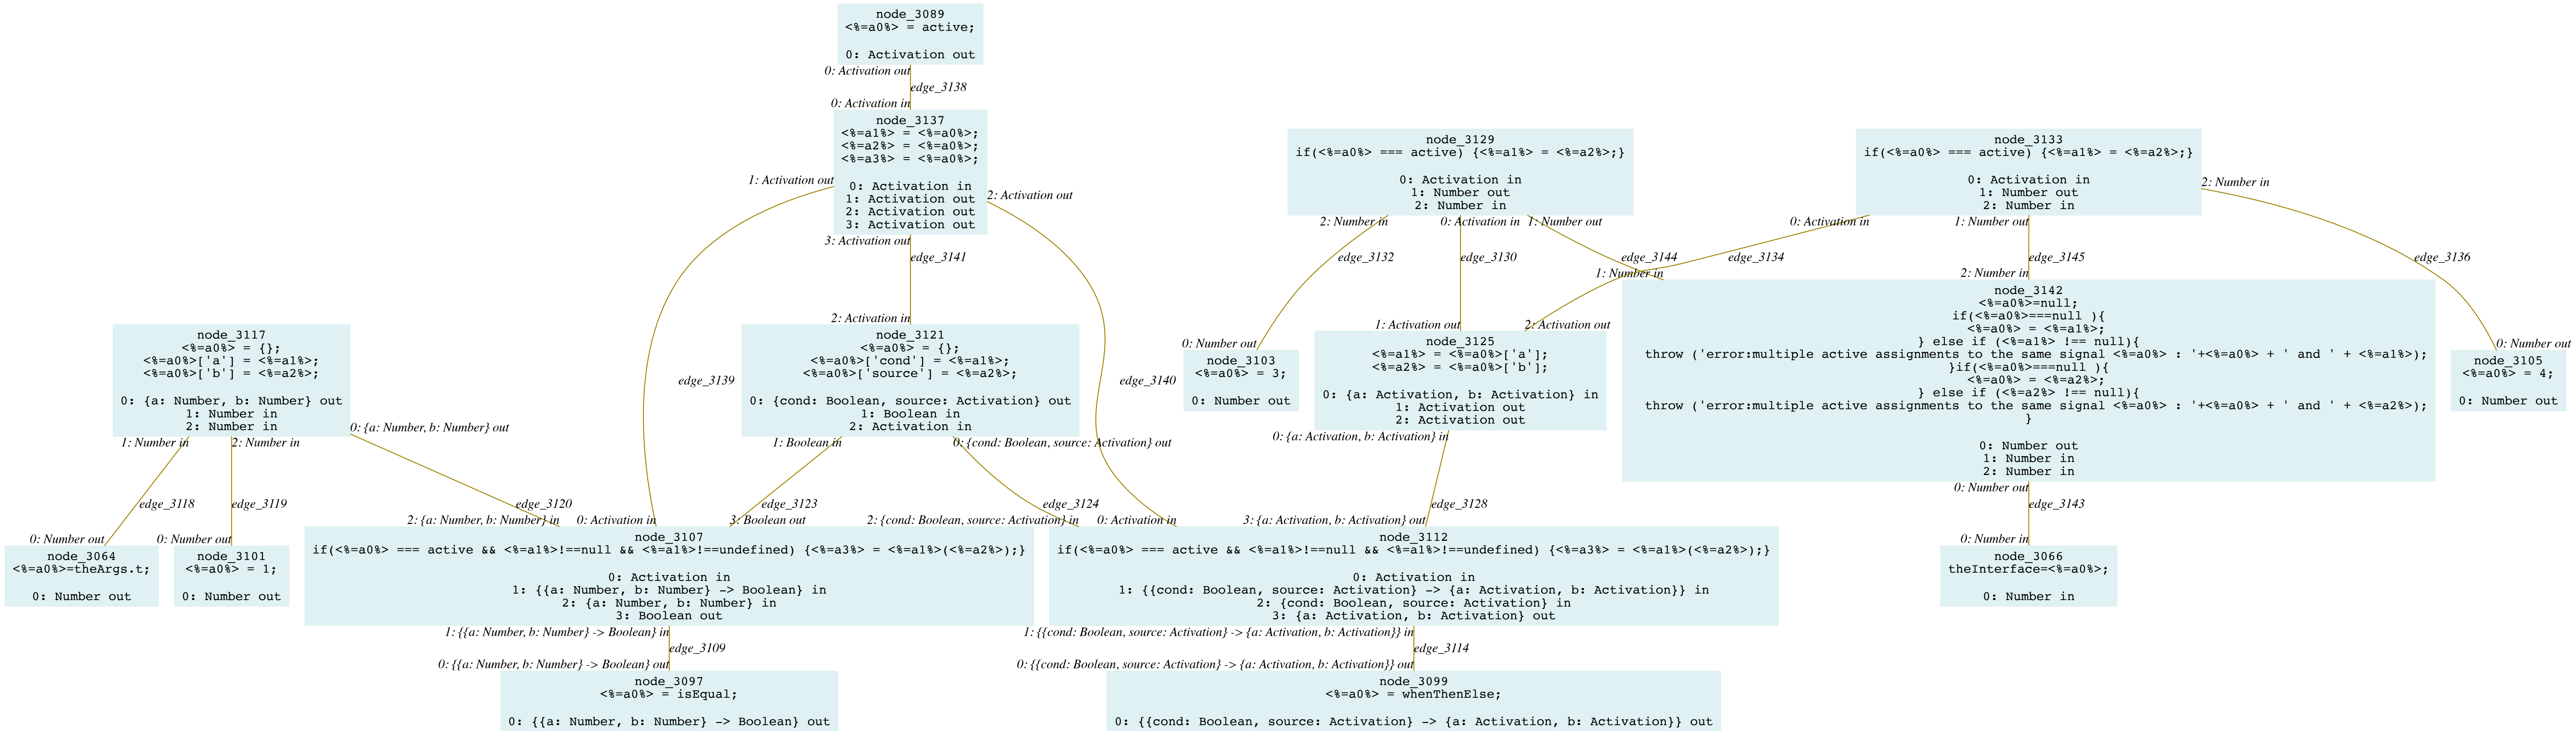 node_3089
<%=a0%> = active;
0: Activation out
0: Activation out
edge_3138
0: Activation in
node_3137
<%=a1%> = <%=a0%>;
<%=a2%> = <%=a0%>;
<%=a3%> = <%=a0%>;
0: Activation in
1: Activation out
2: Activation out
3: Activation out
1: Activation out
2: Activation out
3: Activation out
edge_3141
2: Activation in
node_3129
if(<%=a0%> === active) {<%=a1%> = <%=a2%>;}
0: Activation in
1: Number out
2: Number in
2: Number in
0: Activation in
1: Number out
edge_3132
edge_3130
edge_3144
1: Number in
node_3133
if(<%=a0%> === active) {<%=a1%> = <%=a2%>;}
0: Activation in
1: Number out
2: Number in
2: Number in
0: Activation in
1: Number out
edge_3134
edge_3145
edge_3136
2: Number in
node_3117
<%=a0%> = {};
<%=a0%>['a'] = <%=a1%>;
<%=a0%>['b'] = <%=a2%>;
0: {a: Number, b: Number} out
1: Number in
2: Number in
1: Number in
2: Number in
0: {a: Number, b: Number} out
edge_3118
edge_3119
edge_3120
edge_3139
node_3121
<%=a0%> = {};
<%=a0%>['cond'] = <%=a1%>;
<%=a0%>['source'] = <%=a2%>;
0: {cond: Boolean, source: Activation} out
1: Boolean in
2: Activation in
1: Boolean in
0: {cond: Boolean, source: Activation} out
edge_3123
edge_3124
edge_3140
0: Number out
node_3103
<%=a0%> = 3;
0: Number out
1: Activation out
2: Activation out
node_3125
<%=a1%> = <%=a0%>['a'];
<%=a2%> = <%=a0%>['b'];
0: {a: Activation, b: Activation} in
1: Activation out
2: Activation out
0: {a: Activation, b: Activation} in
edge_3128
3: {a: Activation, b: Activation} out
node_3142
<%=a0%>=null;
if(<%=a0%>===null ){
<%=a0%> = <%=a1%>;
} else if (<%=a1%> !== null){
throw ('error:multiple active assignments to the same signal <%=a0%> : '+<%=a0%> + ' and ' + <%=a1%>);
}if(<%=a0%>===null ){
<%=a0%> = <%=a2%>;
} else if (<%=a2%> !== null){
throw ('error:multiple active assignments to the same signal <%=a0%> : '+<%=a0%> + ' and ' + <%=a2%>);
}
0: Number out
1: Number in
2: Number in
0: Number out
edge_3143
0: Number in
0: Number out
node_3105
<%=a0%> = 4;
0: Number out
0: Number out
node_3064
<%=a0%>=theArgs.t;
0: Number out
0: Number out
node_3101
<%=a0%> = 1;
0: Number out
2: {a: Number, b: Number} in
0: Activation in
3: Boolean out
node_3107
if(<%=a0%> === active && <%=a1%>!==null && <%=a1%>!==undefined) {<%=a3%> = <%=a1%>(<%=a2%>);}
0: Activation in
1: {{a: Number, b: Number} -> Boolean} in
2: {a: Number, b: Number} in
3: Boolean out
1: {{a: Number, b: Number} -> Boolean} in
edge_3109
0: {{a: Number, b: Number} -> Boolean} out
node_3097
<%=a0%> = isEqual;
0: {{a: Number, b: Number} -> Boolean} out
2: {cond: Boolean, source: Activation} in
0: Activation in
node_3112
if(<%=a0%> === active && <%=a1%>!==null && <%=a1%>!==undefined) {<%=a3%> = <%=a1%>(<%=a2%>);}
0: Activation in
1: {{cond: Boolean, source: Activation} -> {a: Activation, b: Activation}} in
2: {cond: Boolean, source: Activation} in
3: {a: Activation, b: Activation} out
1: {{cond: Boolean, source: Activation} -> {a: Activation, b: Activation}} in
edge_3114
0: {{cond: Boolean, source: Activation} -> {a: Activation, b: Activation}} out
node_3099
<%=a0%> = whenThenElse;
0: {{cond: Boolean, source: Activation} -> {a: Activation, b: Activation}} out
node_3066
theInterface=<%=a0%>;
0: Number in